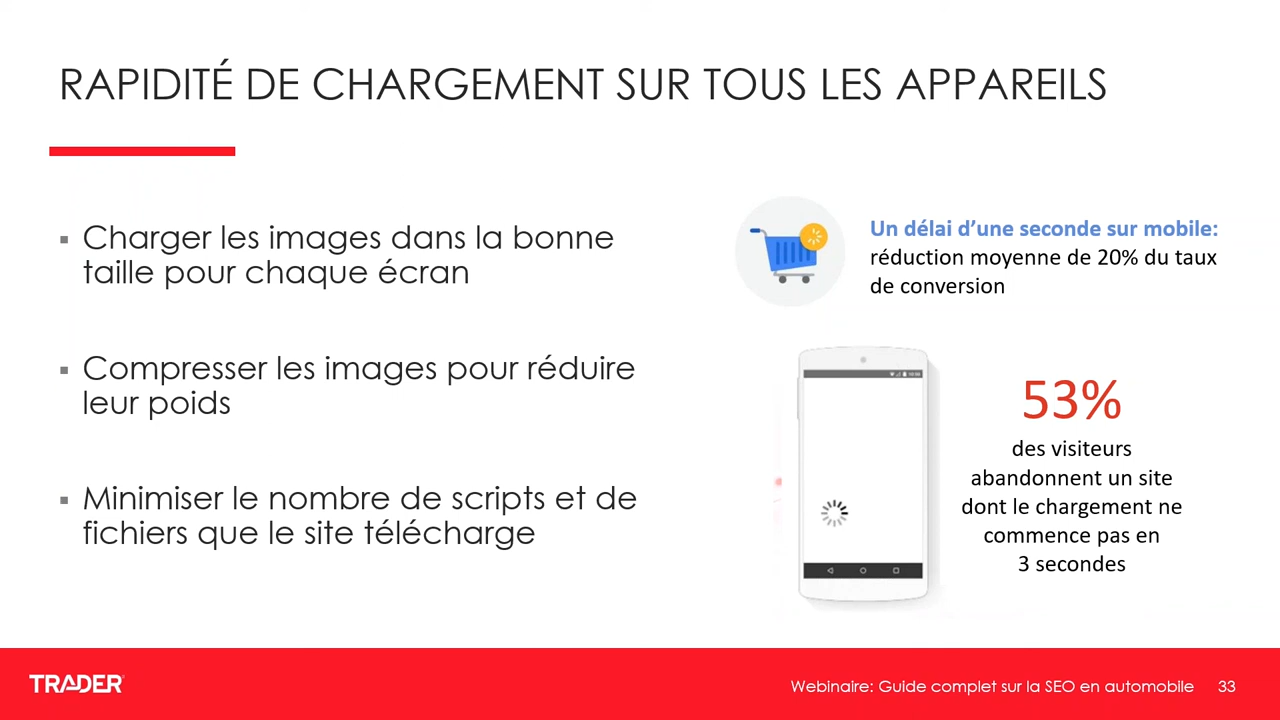 RAPIDITÉ DE CHARGEMENT SUR TOUS LES APPAREILS
▪ Charger les images dans la bonne
taille pour chaque écran
▪ Compresser les images pour réduire
leur poids
▪ Minimiser le nombre de scripts et de
fichiers que le site télécharge
Un délai d’une seconde sur mobile:
réduction moyenne de 20% du taux
de conversion
53%
des visiteurs
abandonnent un site
dont le chargement ne
commence pas en
3 secondes
TRADER
Webinaire: Guide complet sur la SEO en automobile 33